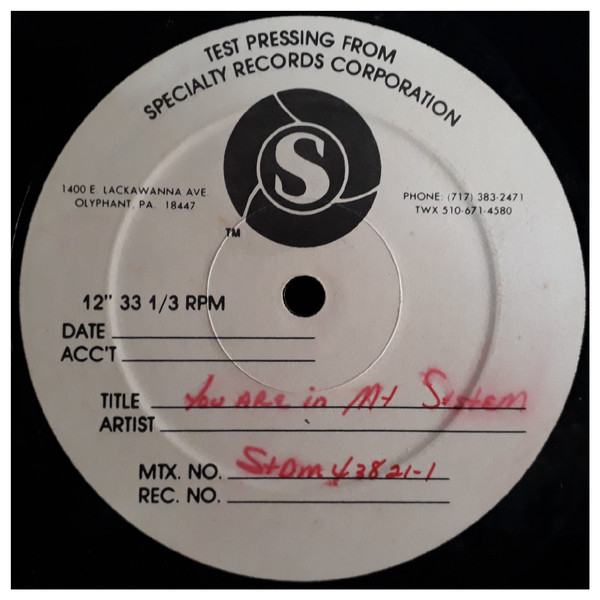 TEST PRESSING FROM
SPECIALTY RECORDS CORPORATION
S
1400 E. LACKAWANNA AVE.
OLYPHANT, PA. 18447
PHONE: (717) 383-2471
TWX 510-671-4580
TM
12" 33 1/3 RPM
DATE
ACC'T
TITLE You ARE in My System
ARTIST
MTX. NO. StDMy3821-1
REC. NO.